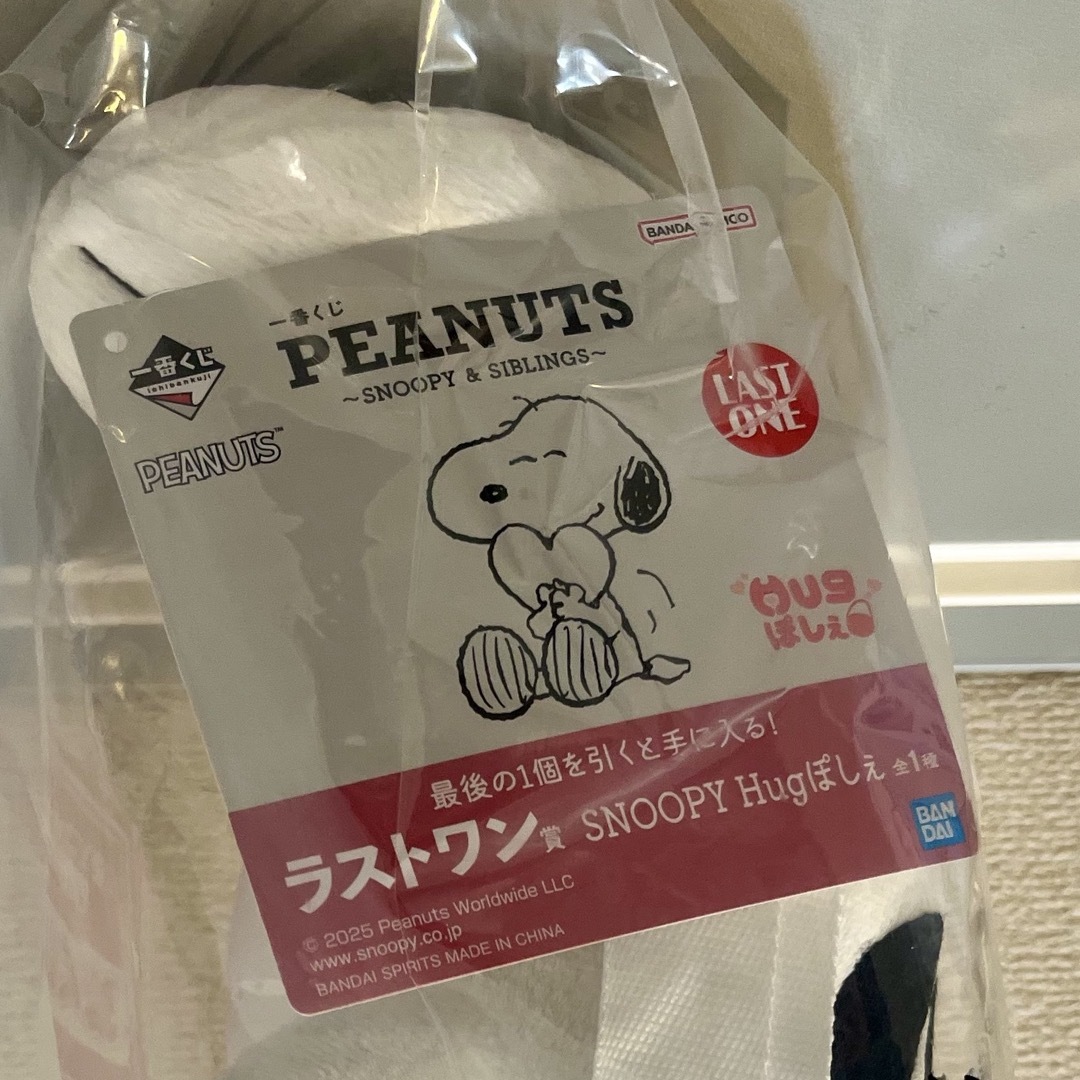 BANDAI NAMCO
一番くじ
PEANUTS
~SNOOPY & SIBLINGS~
一番くじ
ichibankuji
PEANUTS™
LAST
ONE
Hug
ぽしぇ
最後の1個を引くと手に入る!
ラストワン賞 SNOOPY Hugぽしぇ 全1種
BAN
DAI
© 2025 Peanuts Worldwide LLC
www.snoopy.co.jp
BANDAI SPIRITS MADE IN CHINA